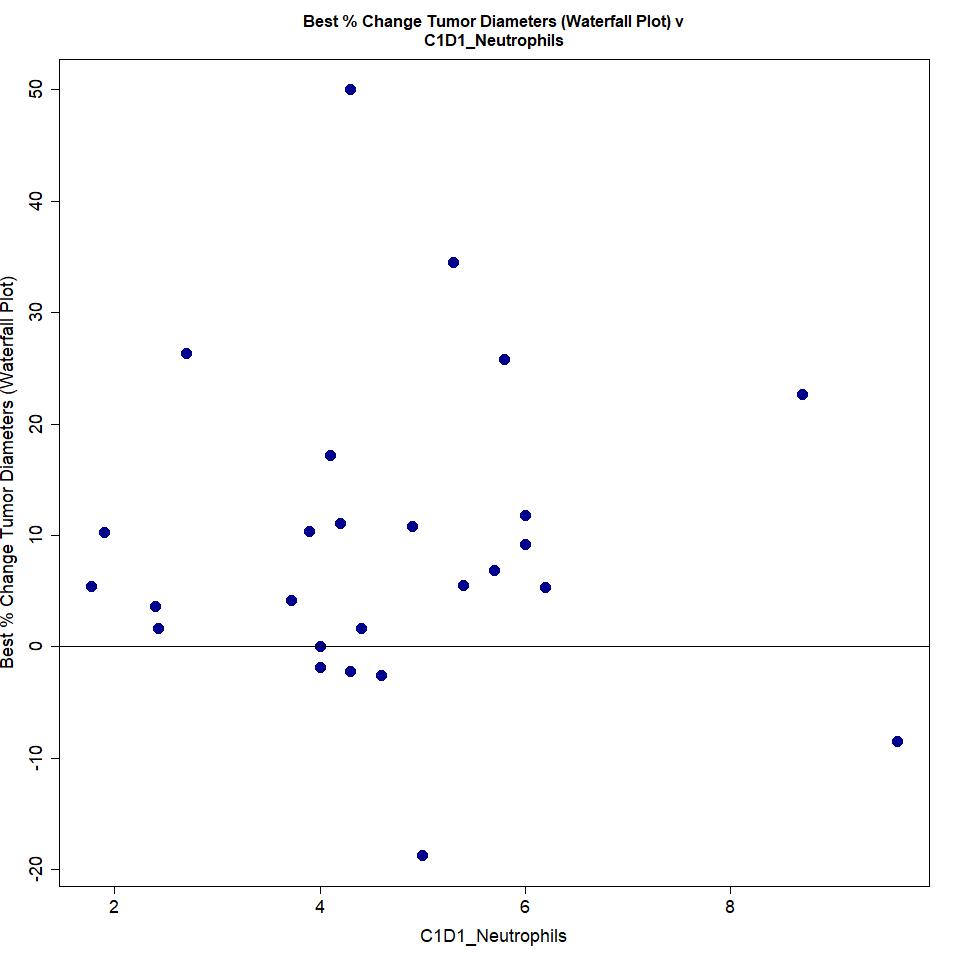 Best % Change Tumor Diameters (Waterfall Plot) v
C1D1_Neutrophils
Best % Change Tumor Diameters (Waterfall Plot)
50
40
30
20
10
0
-10
-20
2 4 6 8
C1D1_Neutrophils